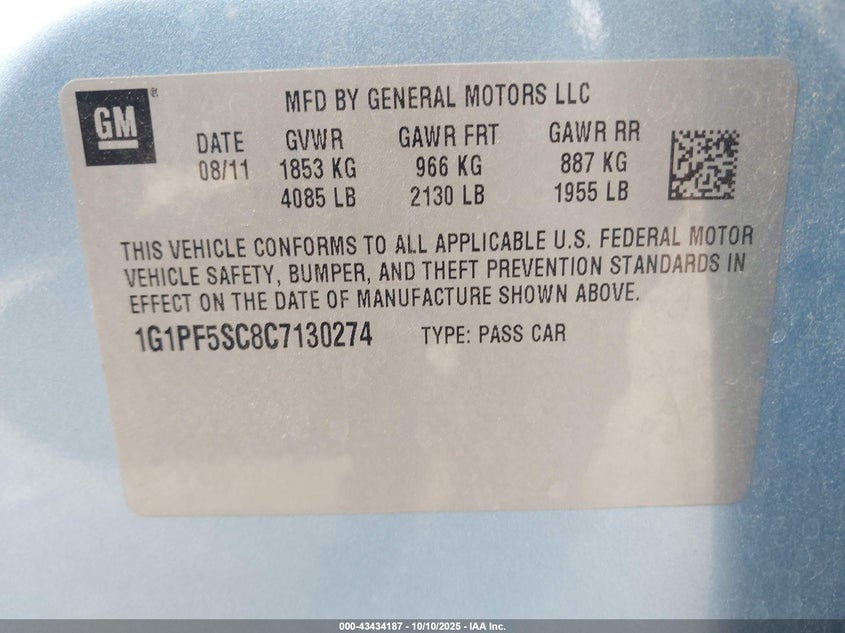 GM®
MFD BY GENERAL MOTORS LLC
DATE GVWR GAWR FRT GAWR RR
08/11 1853 KG 966 KG 887 KG
4085 LB 2130 LB 1955 LB
THIS VEHICLE CONFORMS TO ALL APPLICABLE U.S. FEDERAL MOTOR
VEHICLE SAFETY, BUMPER, AND THEFT PREVENTION STANDARDS IN
EFFECT ON THE DATE OF MANUFACTURE SHOWN ABOVE.
1G1PF5SC8C7130274 TYPE: PASS CAR
000-43434187 - 10/10/2025 - IAA Inc.